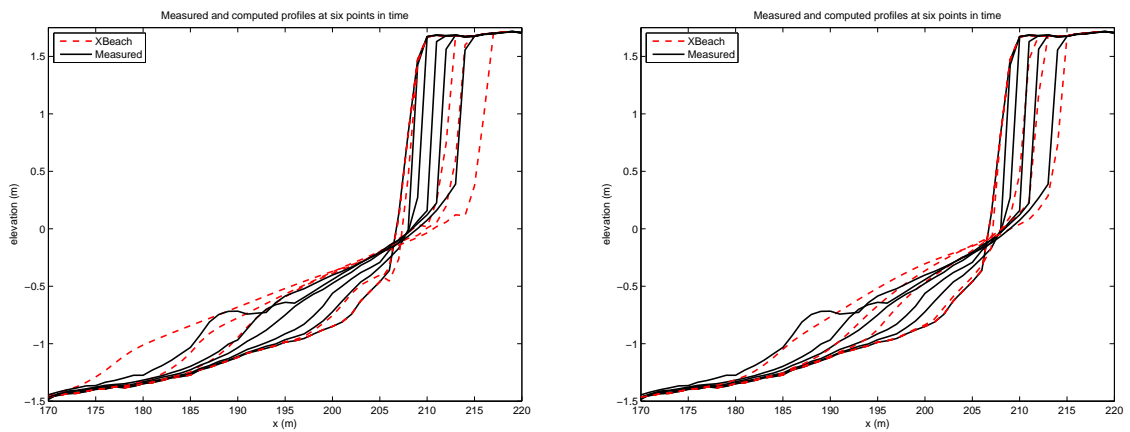 Measured and computed profiles at six points in time
XBeach
Measured
1.5
1
0.5
0
−0.5
−1
−1.5
elevation (m)
170 175 180 185 190 195 200 205 210 215 220
x (m)
Measured and computed profiles at six points in time
XBeach
Measured
1.5
1
0.5
0
−0.5
−1
−1.5
elevation (m)
170 175 180 185 190 195 200 205 210 215 220
x (m)